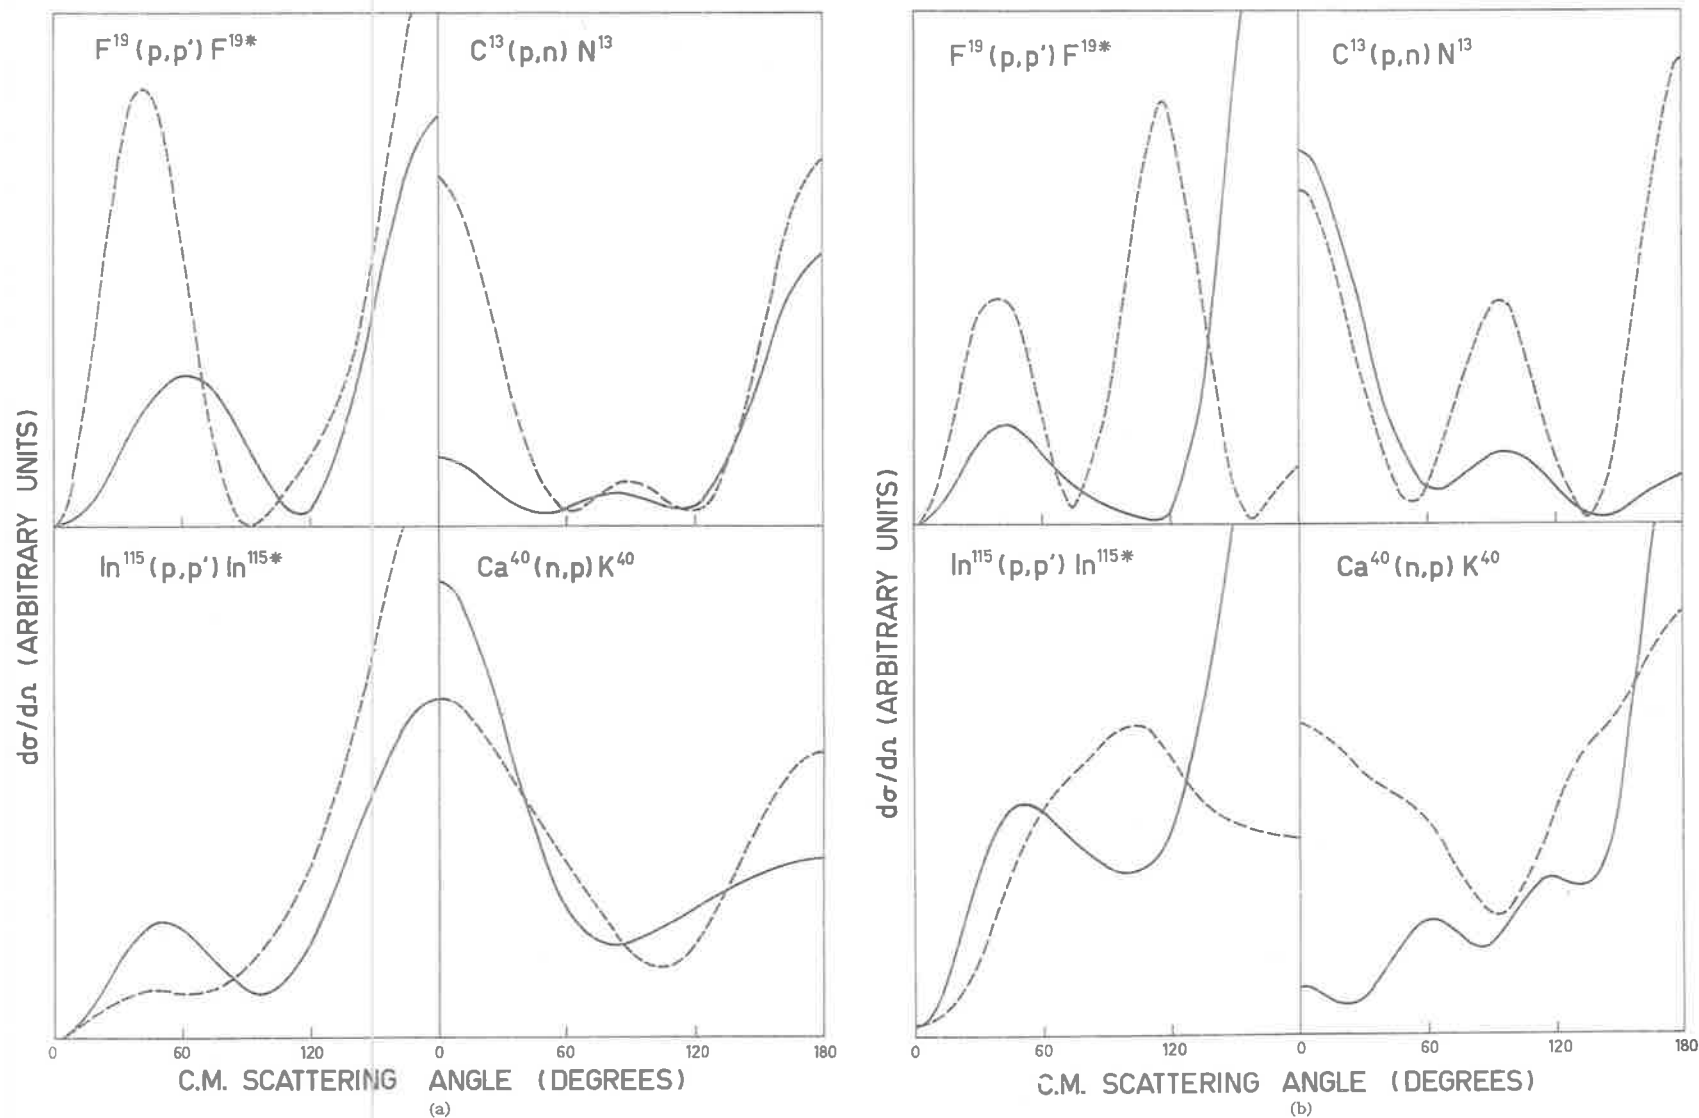 F¹⁹(p,p')F¹⁹*
C¹³(p,n)N¹³
In¹¹⁵(p,p')In¹¹⁵*
Ca⁴⁰(n,p)K⁴⁰
dσ/dΩ (ARBITRARY UNITS)
0 60 120 0 60 120 180
C.M. SCATTERING ANGLE (DEGREES)
(a)
F¹⁹(p,p')F¹⁹*
C¹³(p,n)N¹³
In¹¹⁵(p,p')In¹¹⁵*
Ca⁴⁰(n,p)K⁴⁰
dσ/dΩ (ARBITRARY UNITS)
0 60 120 0 60 120 180
C.M. SCATTERING ANGLE (DEGREES)
(b)